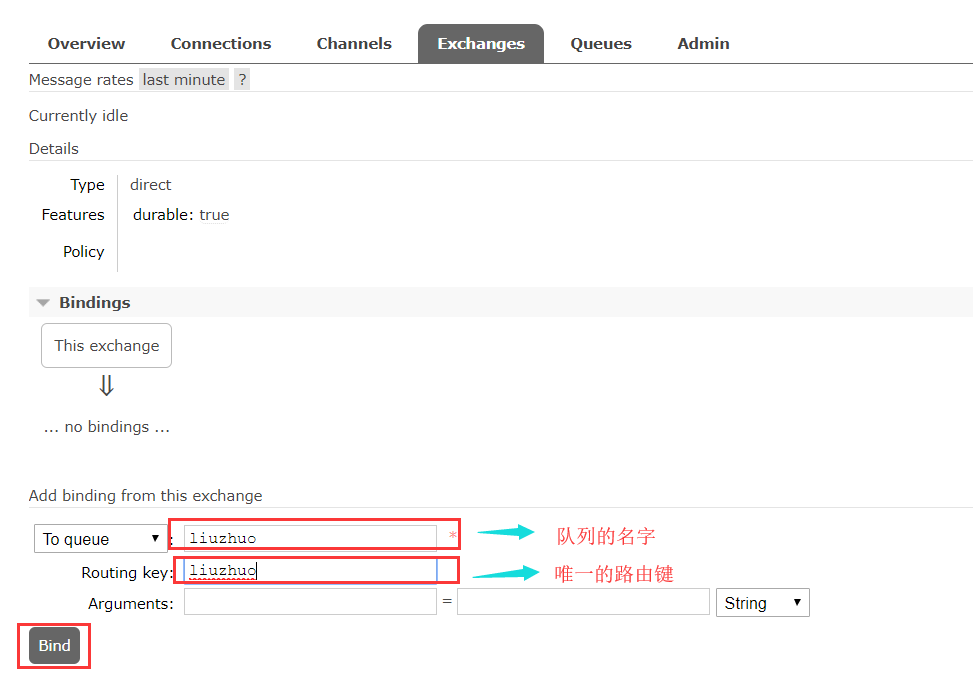 Overview Connections Channels Exchanges Queues Admin
Message rates last minute ?
Currently idle
Details
Type direct
Features durable: true
Policy
Bindings
This exchange
⇓
... no bindings ...
Add binding from this exchange
To queue : liuzhuo * 队列的名字
Routing key: liuzhuo 唯一的路由键
Arguments: = String
Bind